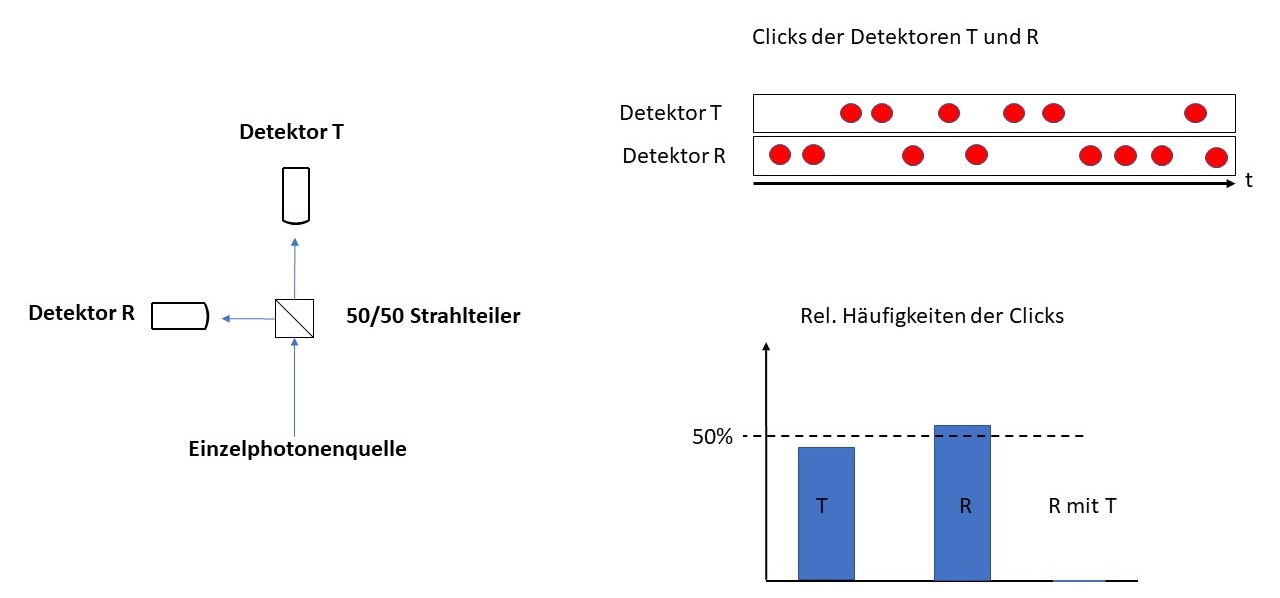 Detektor T
Detektor R
50/50 Strahlteiler
Einzelphotonenquelle
Clicks der Detektoren T und R
Detektor T
Detektor R
t
Rel. Häufigkeiten der Clicks
50%
T
R
R mit T